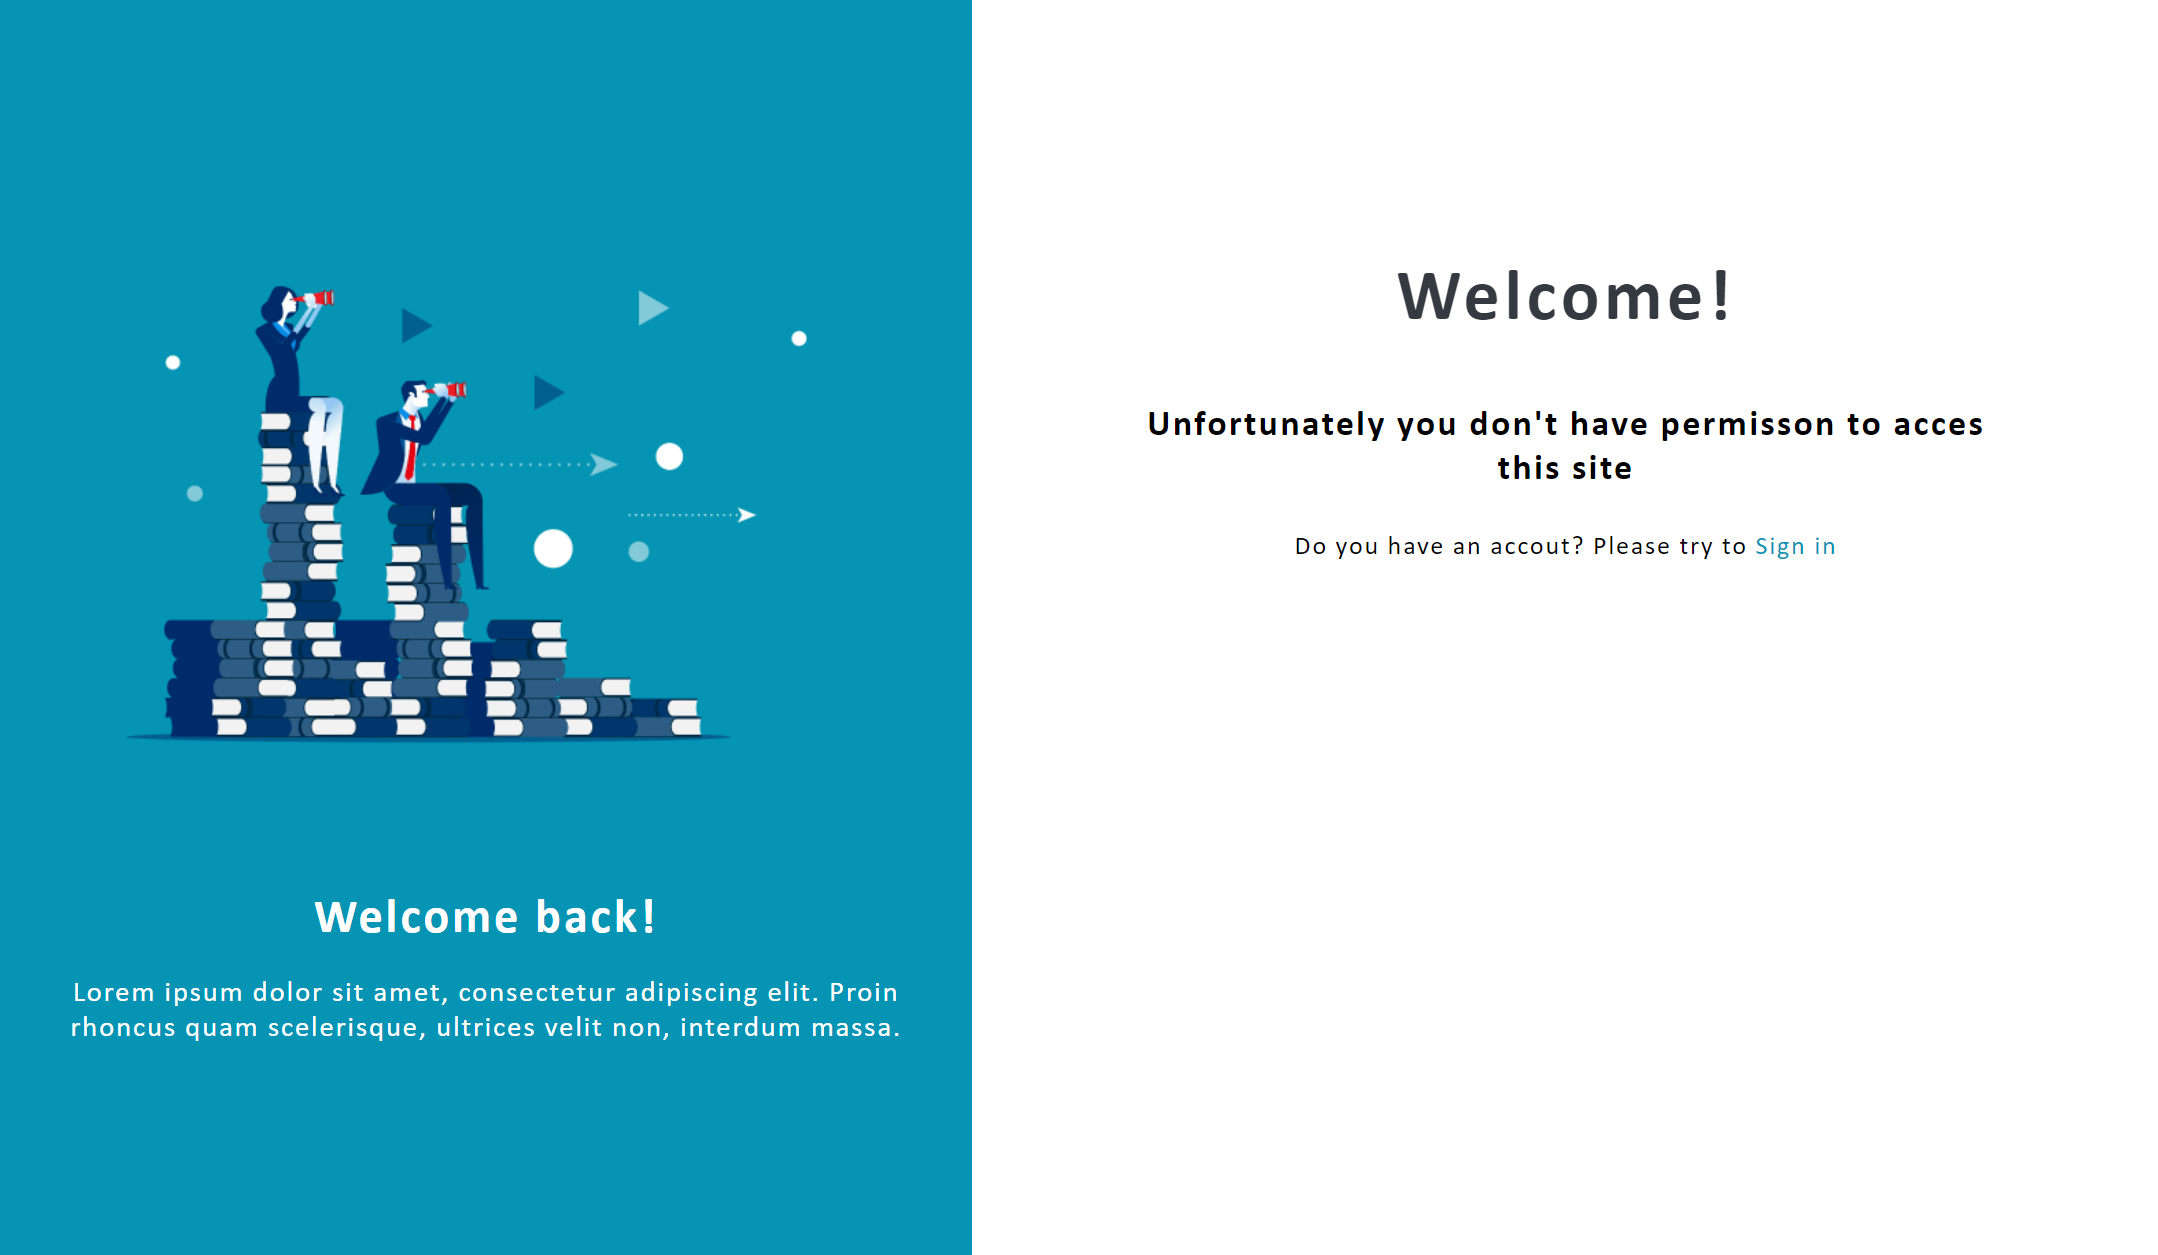 Welcome back!
Lorem ipsum dolor sit amet, consectetur adipiscing elit. Proin
rhoncus quam scelerisque, ultrices velit non, interdum massa.
Welcome!
Unfortunately you don't have permisson to acces
this site
Do you have an accout? Please try to Sign in